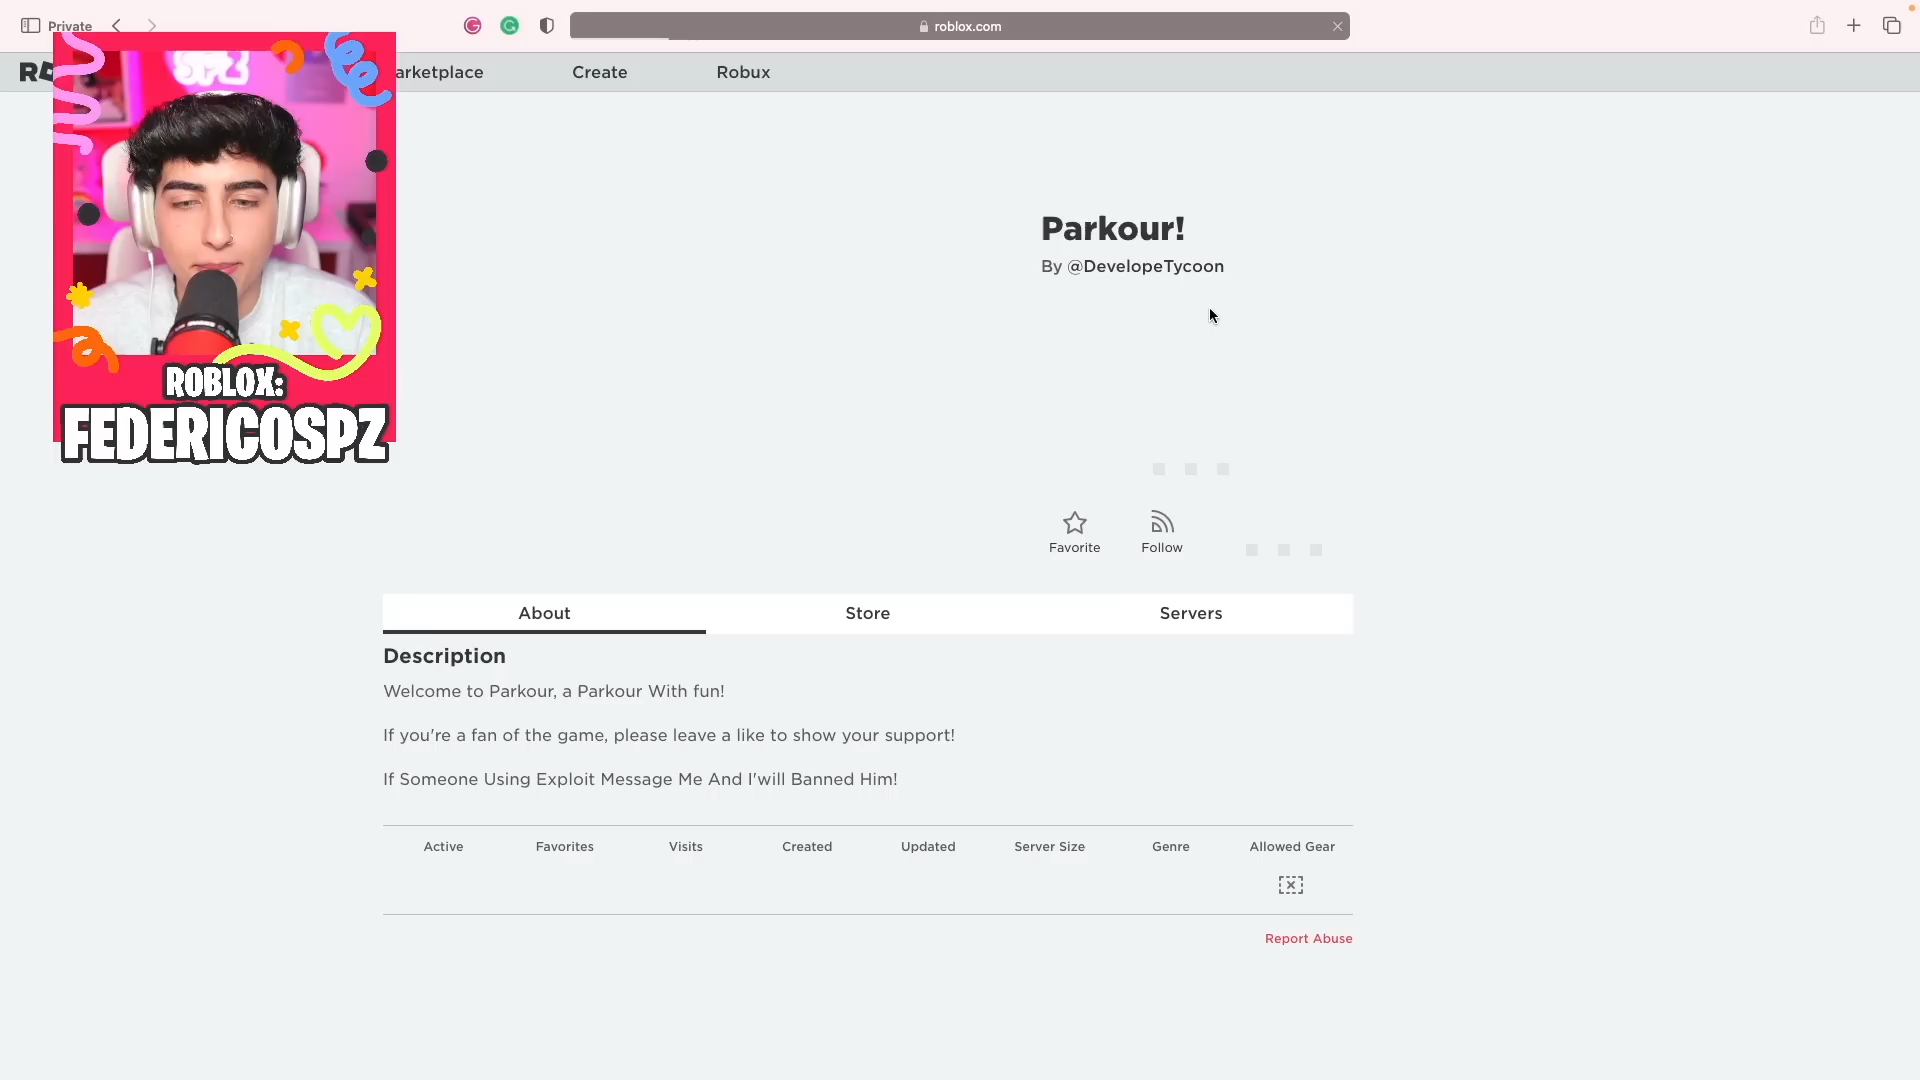 Private
roblox.com
arketplace
Create
Robux
SPZ
ROBLOX:
FEDERICOSPZ
Parkour!
By @DevelopeTycoon
Favorite
Follow
About
Store
Servers
Description
Welcome to Parkour, a Parkour With fun!
If you're a fan of the game, please leave a like to show your support!
If Someone Using Exploit Message Me And I'will Banned Him!
Active
Favorites
Visits
Created
Updated
Server Size
Genre
Allowed Gear
Report Abuse